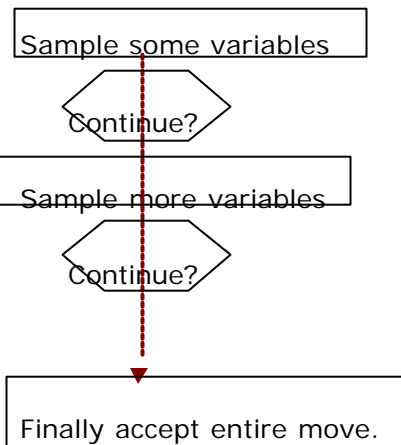 Sample some variables
Continue?
Sample more variables
Continue?
Finally accept entire move.